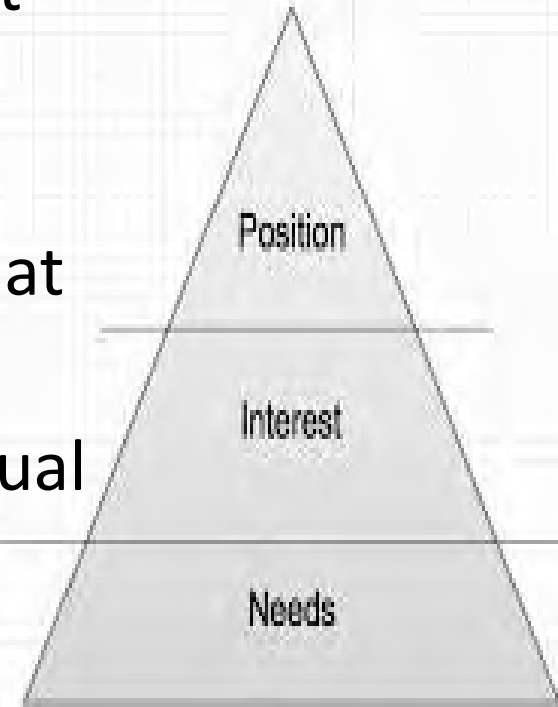 t
Position
at
Interest
ual
Needs